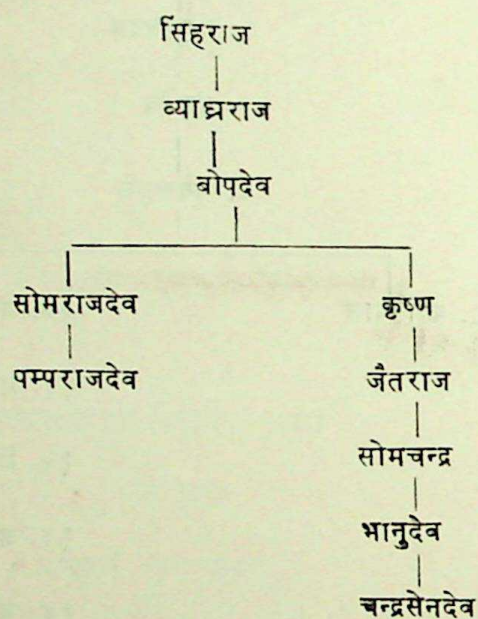 सिहराज
व्याघ्रराज
बोपदेव
सोमराजदेव कृष्ण
पम्पराजदेव जैतराज
सोमचन्द्र
भानुदेव
चन्द्रसेनदेव